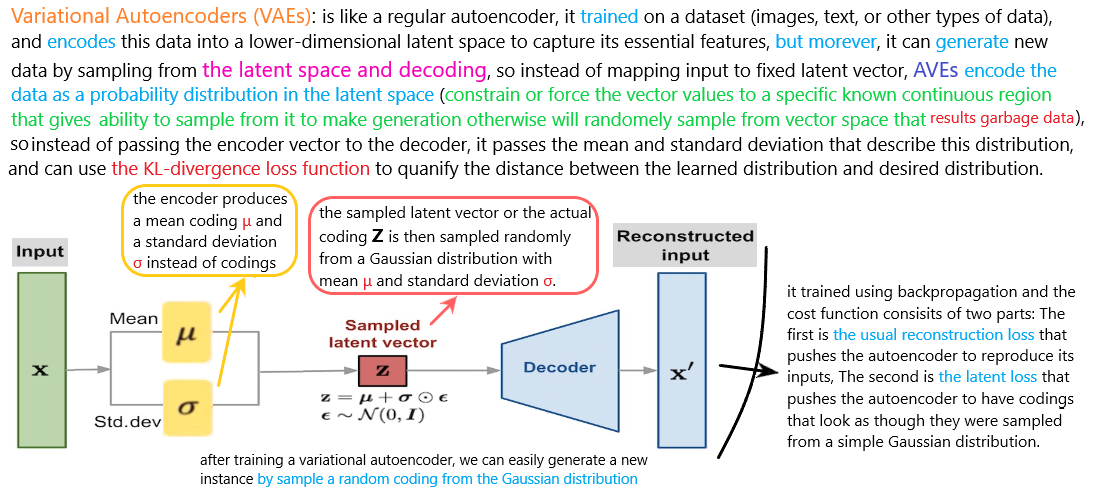 Variational Autoencoders (VAEs): is like a regular autoencoder, it trained on a dataset (images, text, or other types of data),
and encodes this data into a lower-dimensional latent space to capture its essential features, but morever, it can generate new
data by sampling from the latent space and decoding, so instead of mapping input to fixed latent vector, AVEs encode the
data as a probability distribution in the latent space (constrain or force the vector values to a specific known continuous region
that gives ability to sample from it to make generation otherwise will randomely sample from vector space that results garbage data),
so instead of passing the encoder vector to the decoder, it passes the mean and standard deviation that describe this distribution,
and can use the KL-divergence loss function to quanify the distance between the learned distribution and desired distribution.
the encoder produces
a mean coding μ and
a standard deviation
σ instead of codings
the sampled latent vector or the actual
coding Z is then sampled randomly
from a Gaussian distribution with
mean μ and standard deviation σ.
Input
x
Mean
μ
σ
Std.dev
Sampled
latent vector
z
z = μ + σ ⊙ ϵ
ϵ ~ N(0, I)
Decoder
Reconstructed
input
x′
it trained using backpropagation and the
cost function consisits of two parts: The
first is the usual reconstruction loss that
pushes the autoencoder to reproduce its
inputs, The second is the latent loss that
pushes the autoencoder to have codings
that look as though they were sampled
from a simple Gaussian distribution.
after training a variational autoencoder, we can easily generate a new
instance by sample a random coding from the Gaussian distribution